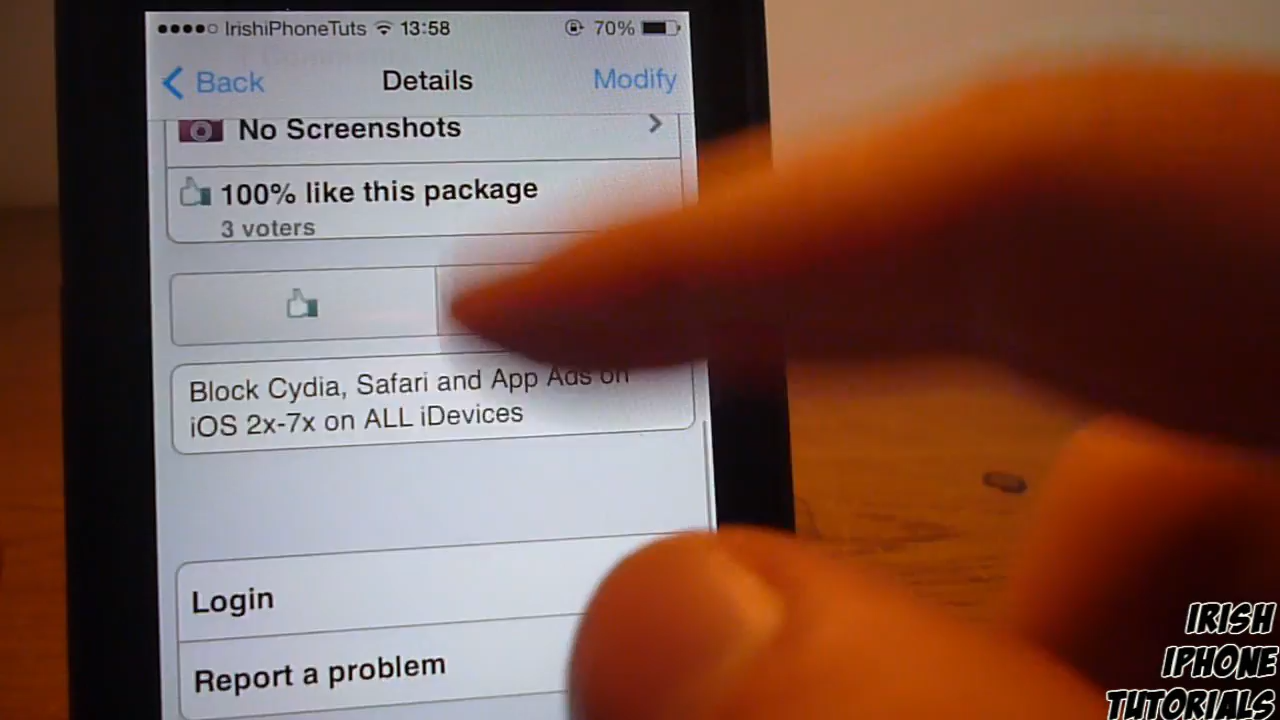 IrishiPhoneTuts 13:58 70%
Back Details Modify
No Screenshots
100% like this package
3 voters
Block Cydia, Safari and App Ads on
iOS 2x-7x on ALL iDevices
Login
Report a problem
IRISH
IPHONE
TUTORIALS